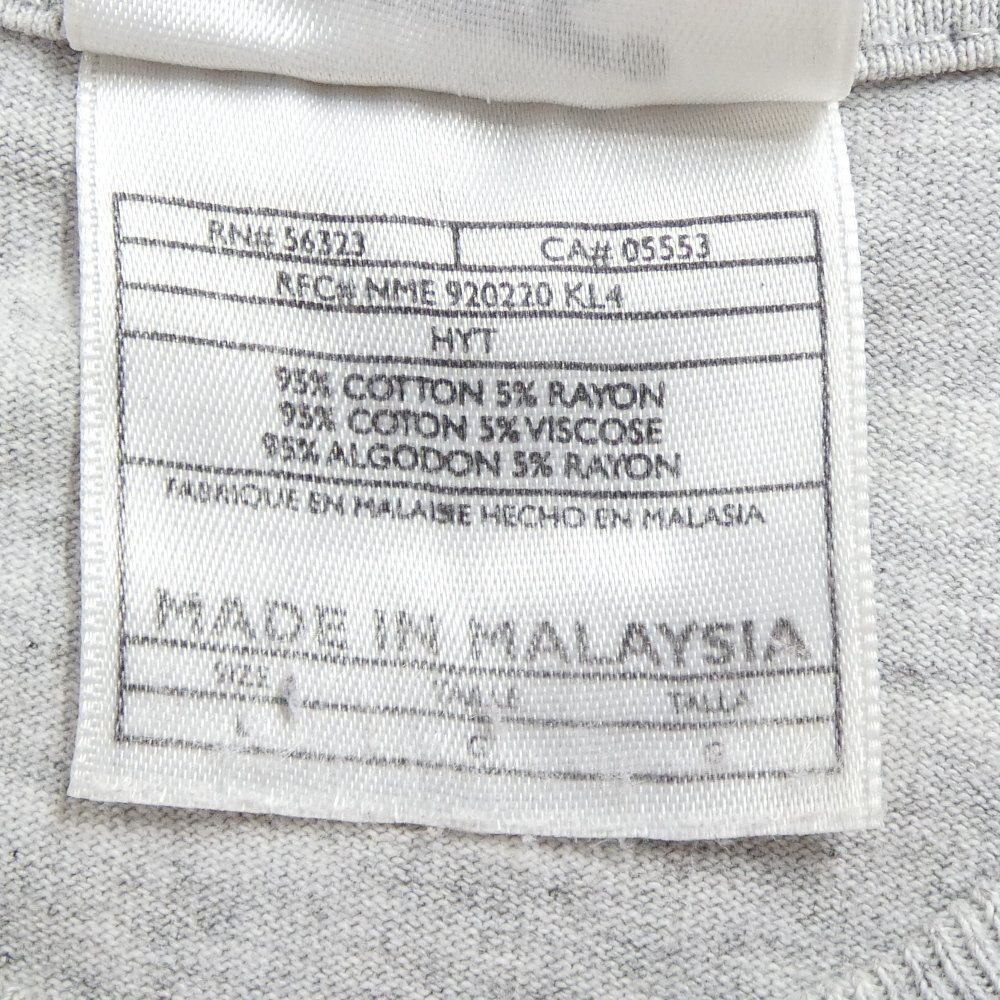 RN# 56323 CA# 05553
RFC# NME 920220 KL4
HYT
95% COTTON 5% RAYON
95% COTON 5% VISCOSE
95% ALGODON 5% RAYON
FABRIQUE EN MALAISIE HECHO EN MALASIA
MADE IN MALAYSIA
SIZE TAILLE TALLA
L G G